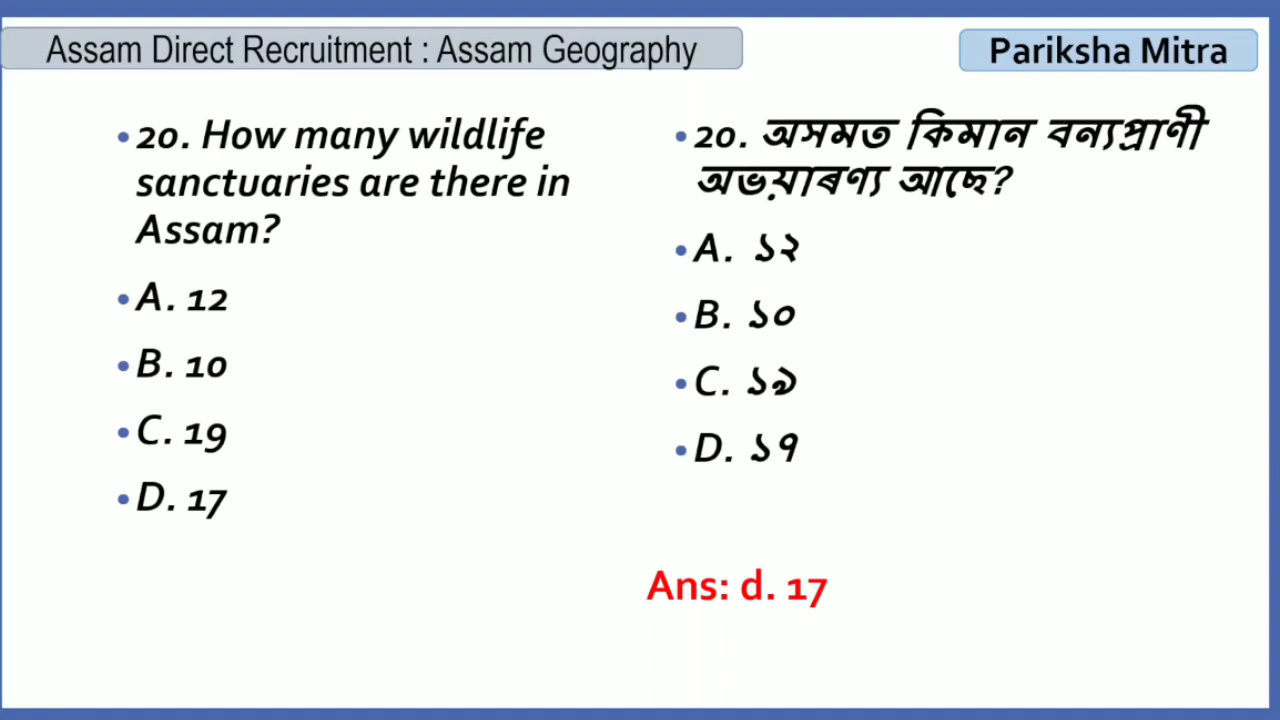 Assam Direct Recruitment : Assam Geography
Pariksha Mitra
•20. How many wildlife
sanctuaries are there in
Assam?
•A. 12
•B. 10
•C. 19
•D. 17
•20. অসমত কিমান বন্যপ্ৰাণী
অভয়াৰণ্য আছে?
•A. ১২
•B. ১০
•C. ১৯
•D. ১৭
Ans: d. 17